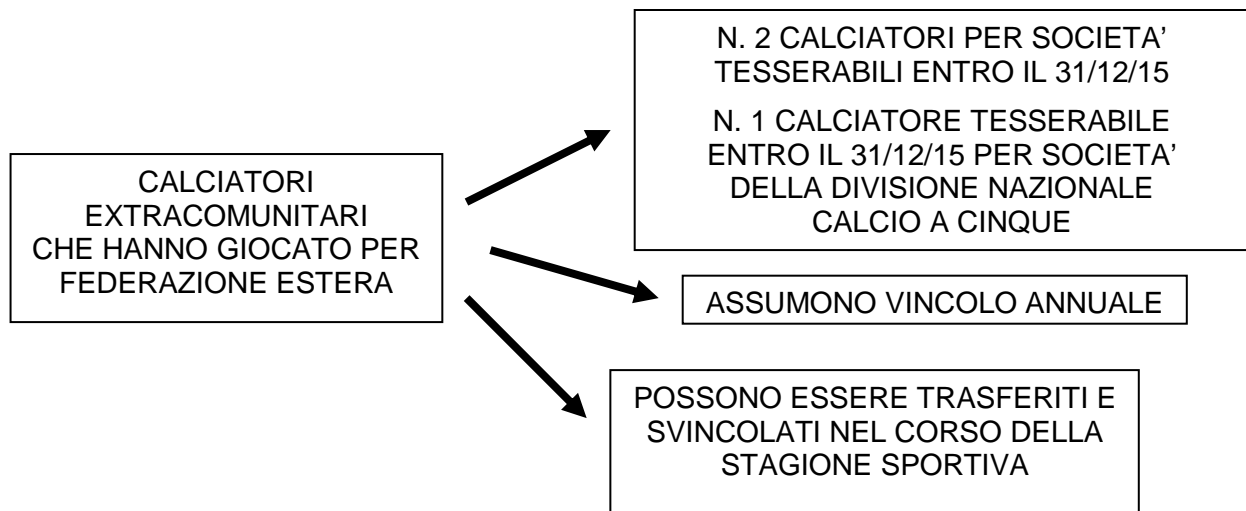 CALCIATORI
EXTRACOMUNITARI
CHE HANNO GIOCATO PER
FEDERAZIONE ESTERA
N. 2 CALCIATORI PER SOCIETA’
TESSERABILI ENTRO IL 31/12/15
N. 1 CALCIATORE TESSERABILE
ENTRO IL 31/12/15 PER SOCIETA’
DELLA DIVISIONE NAZIONALE
CALCIO A CINQUE
ASSUMONO VINCOLO ANNUALE
POSSONO ESSERE TRASFERITI E
SVINCOLATI NEL CORSO DELLA
STAGIONE SPORTIVA